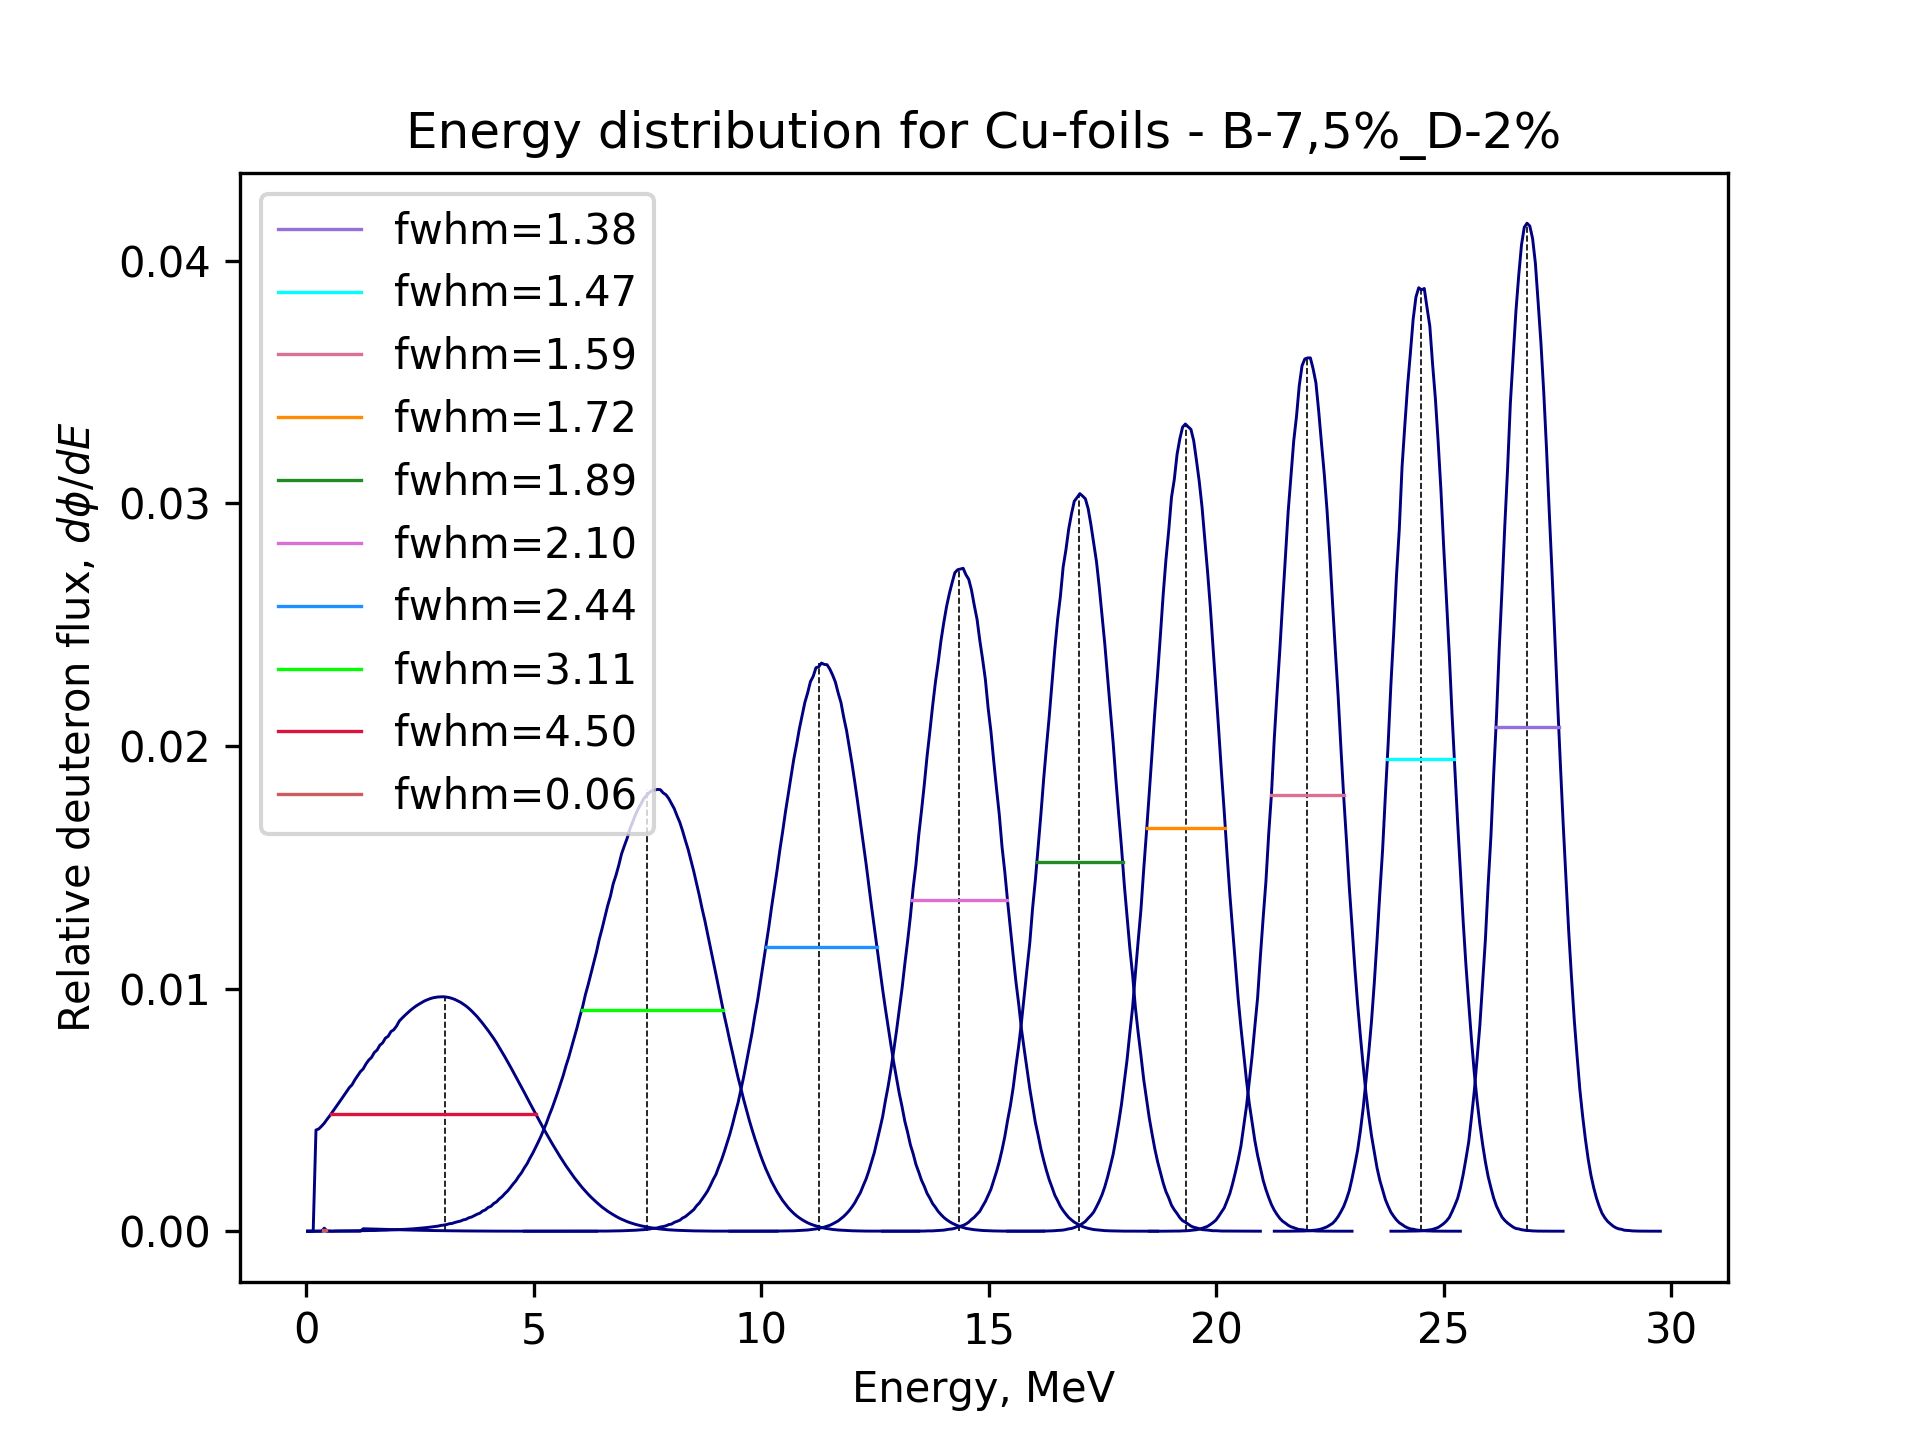 Energy distribution for Cu-foils - B-7,5%_D-2%
fwhm=1.38
fwhm=1.47
fwhm=1.59
fwhm=1.72
fwhm=1.89
fwhm=2.10
fwhm=2.44
fwhm=3.11
fwhm=4.50
fwhm=0.06
0.04
0.03
0.02
0.01
0.00
Relative deuteron flux, dϕ/dE
0 5 10 15 20 25 30
Energy, MeV